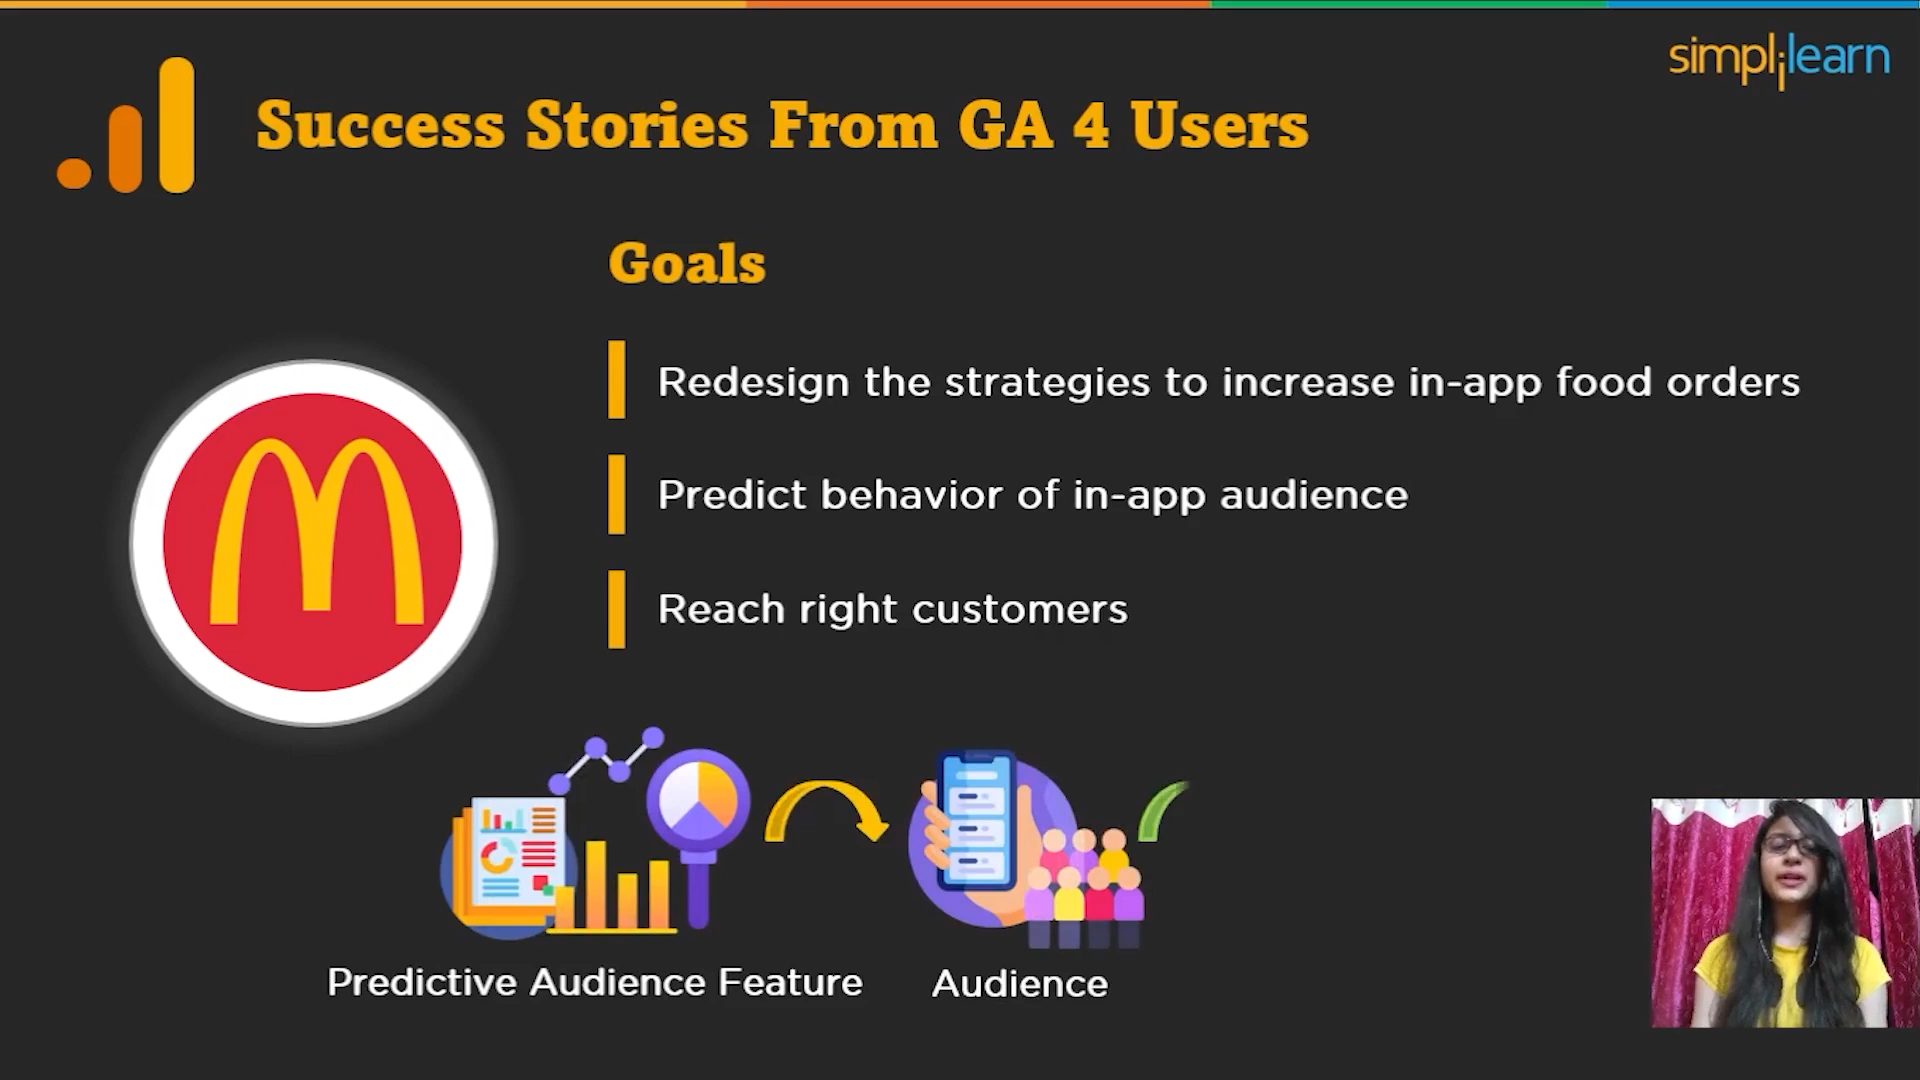 simplilearn
Success Stories From GA 4 Users
Goals
Redesign the strategies to increase in-app food orders
Predict behavior of in-app audience
Reach right customers
Predictive Audience Feature
Audience